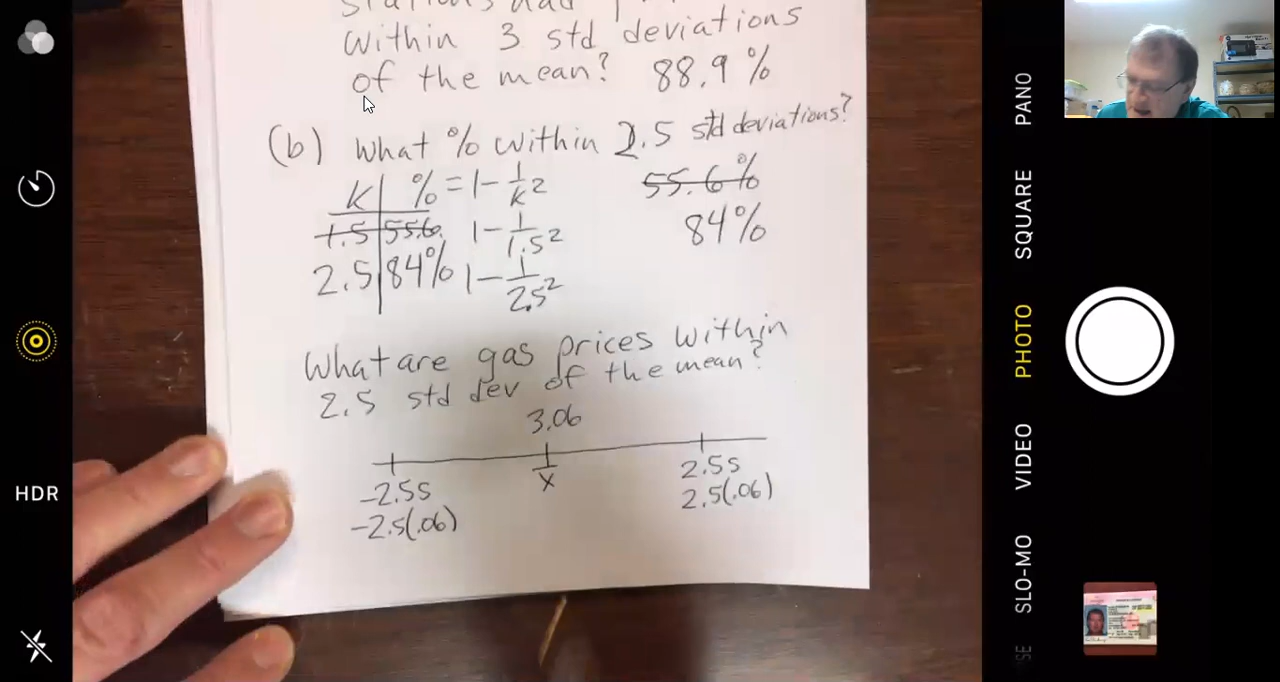 within 3 std deviations
of the mean? 88.9%
(b) What % within 2.5 std deviations?
K % = 1 - 1/K²
55.6%
1.5 55.6 1 - 1/1.5²
84%
2.5 84% 1 - 1/2.5²
What are gas prices within
2.5 std dev of the mean?
3.06
-2.5s x̄ 2.5s
-2.5(.06) 2.5(.06)
HDR
PANO
SQUARE
PHOTO
VIDEO
SLO-MO